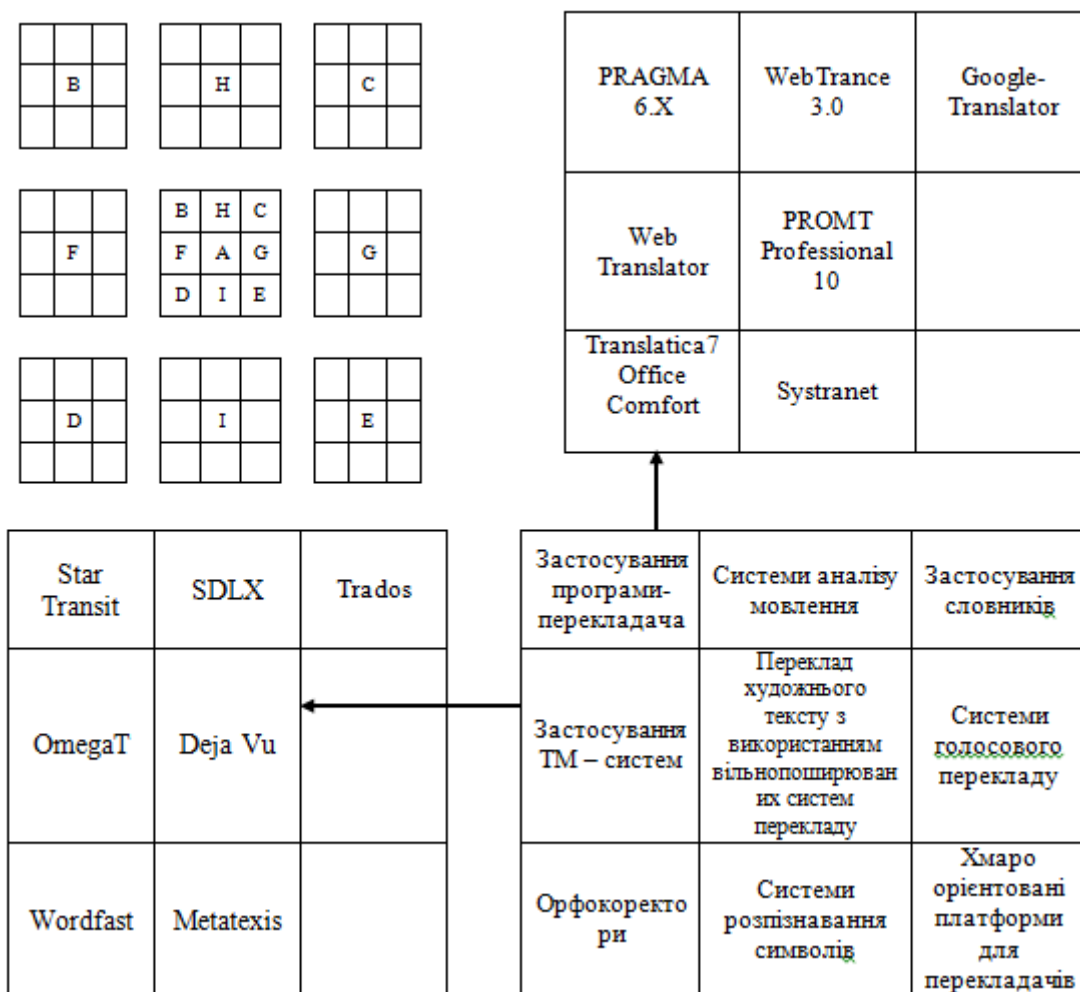 B
H
C
F
B H C
F A G
D I E
G
D
I
E
PRAGMA
6.X
WebTrance
3.0
Google-
Translator
Web
Translator
PROMT
Professional
10
Translatica7
Office
Comfort
Systranet
Star
Transit
SDLX
Trados
OmegaT
Deja Vu
Wordfast
Metatexis
Застосування
програми-
перекладача
Системи аналізу
мовлення
Застосування
словників
Застосування
ТМ – систем
Переклад
художнього
тексту з
використанням
вільнопоширюван
их систем
перекладу
Системи
голосового
перекладу
Орфокоректо
ри
Системи
розпізнавання
символів
Хмаро
орієнтовані
платформи
для
перекладачів